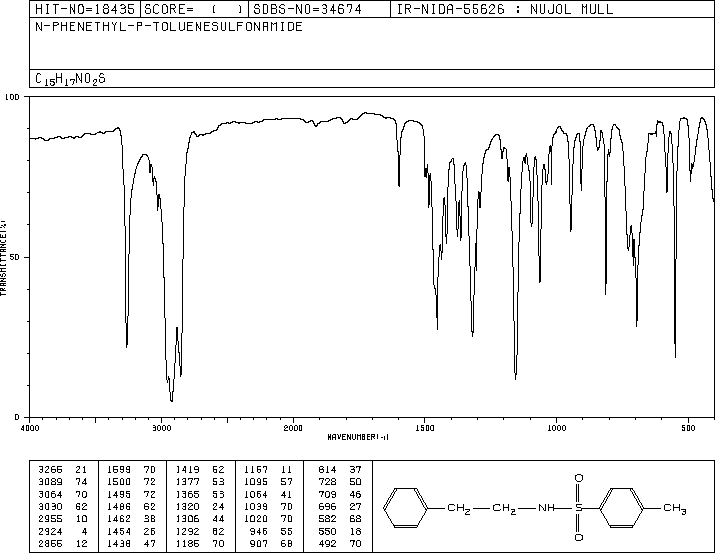 HIT-NO=18435 SCORE= ( ) SDBS-NO=34674 IR-NIDA-55626 : NUJOL MULL
N-PHENETHYL-P-TOLUENESULFONAMIDE
C15H17NO2S
100
50
0
TRANSMITTANCE(%)
4000 3000 2000 1500 1000 500
WAVENUMBER(-1)
3266 21 1599 70 1419 52 1157 11 814 37
3089 74 1500 72 1377 53 1095 57 728 50
3064 70 1495 72 1365 53 1064 41 709 46
3030 62 1486 62 1320 24 1039 70 696 27
2955 10 1462 38 1306 44 1020 70 582 68
2924 4 1454 26 1292 62 946 55 550 18
2855 12 1438 47 1185 70 907 68 492 70
O
CH2 CH2 NH S CH3
O